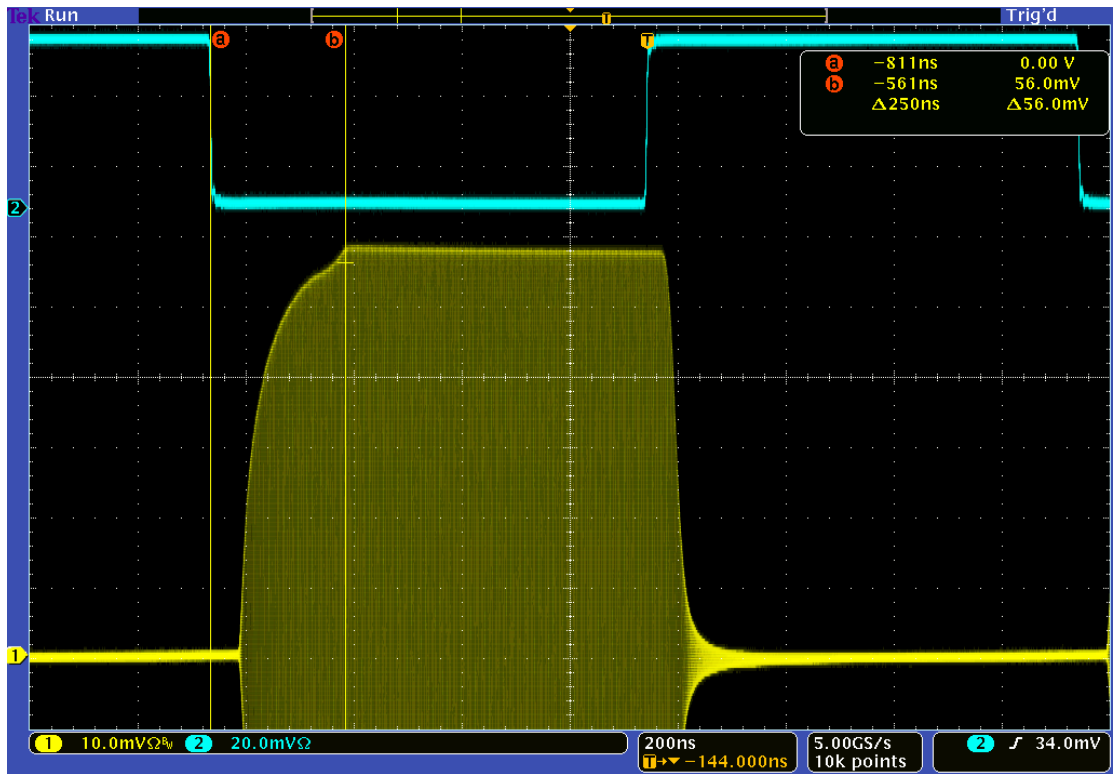 Tek Run Trig'd
a b T
a −811ns 0.00 V
b −561ns 56.0mV
Δ250ns Δ56.0mV
2
1
1 10.0mVΩBW 2 20.0mVΩ
200ns
T→▼ −144.000ns
5.00GS/s
10k points
2 ʃ 34.0mV